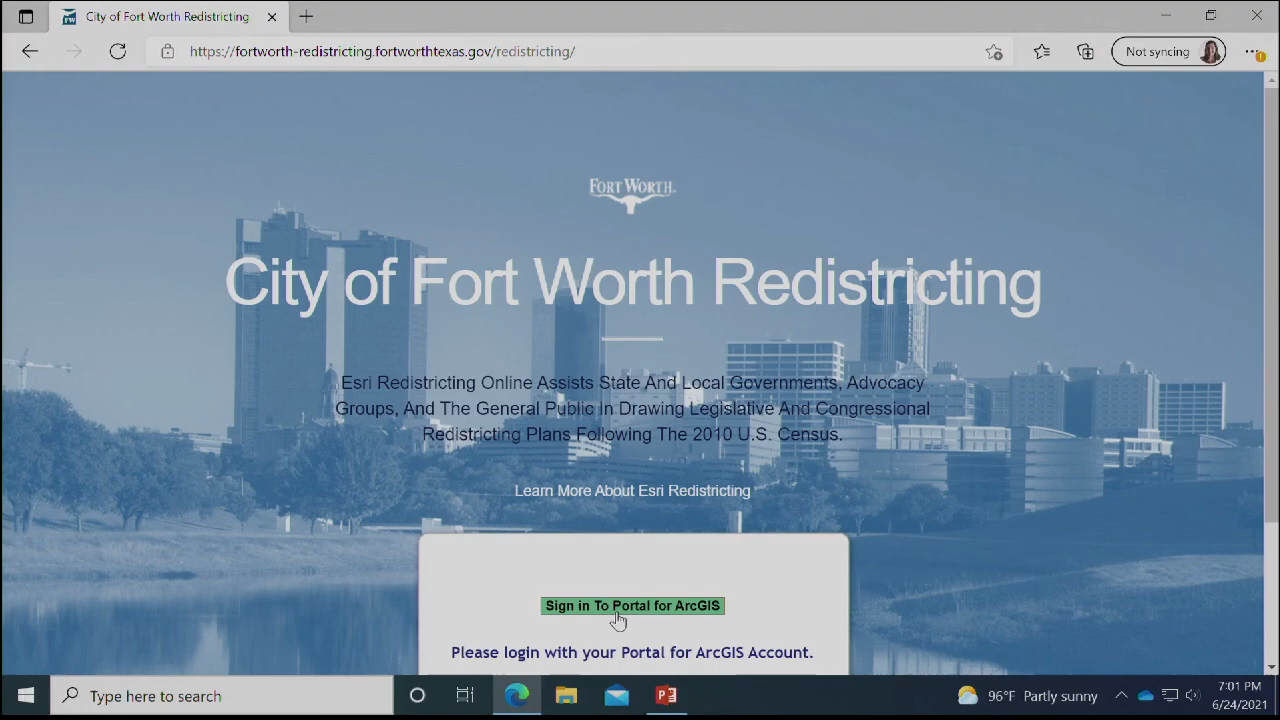 City of Fort Worth Redistricting
https://fortworth-redistricting.fortworthtexas.gov/redistricting/
Not syncing
FORT WORTH.
City of Fort Worth Redistricting
Esri Redistricting Online Assists State And Local Governments, Advocacy
Groups, And The General Public In Drawing Legislative And Congressional
Redistricting Plans Following The 2010 U.S. Census.
Learn More About Esri Redistricting
Sign in To Portal for ArcGIS
Please login with your Portal for ArcGIS Account.
Type here to search
96°F Partly sunny
7:01 PM
6/24/2021